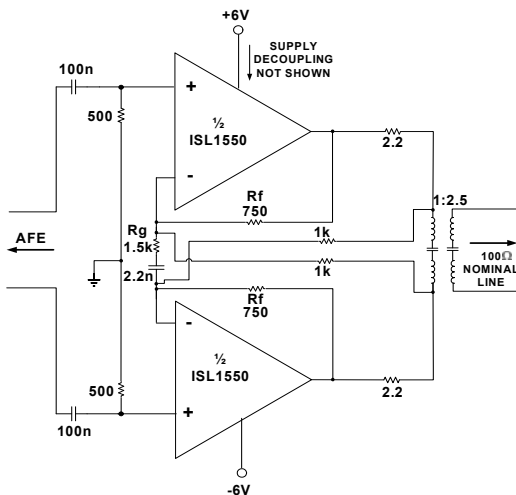 +6V
SUPPLY
DECOUPLING
NOT SHOWN
100n
+
500
½
ISL1550
-
2.2
1:2.5
Rf
750
AFE
Rg
1.5k
1k
2.2n
1k
100Ω
NOMINAL
LINE
Rf
750
-
½
ISL1550
500
2.2
+
100n
-6V